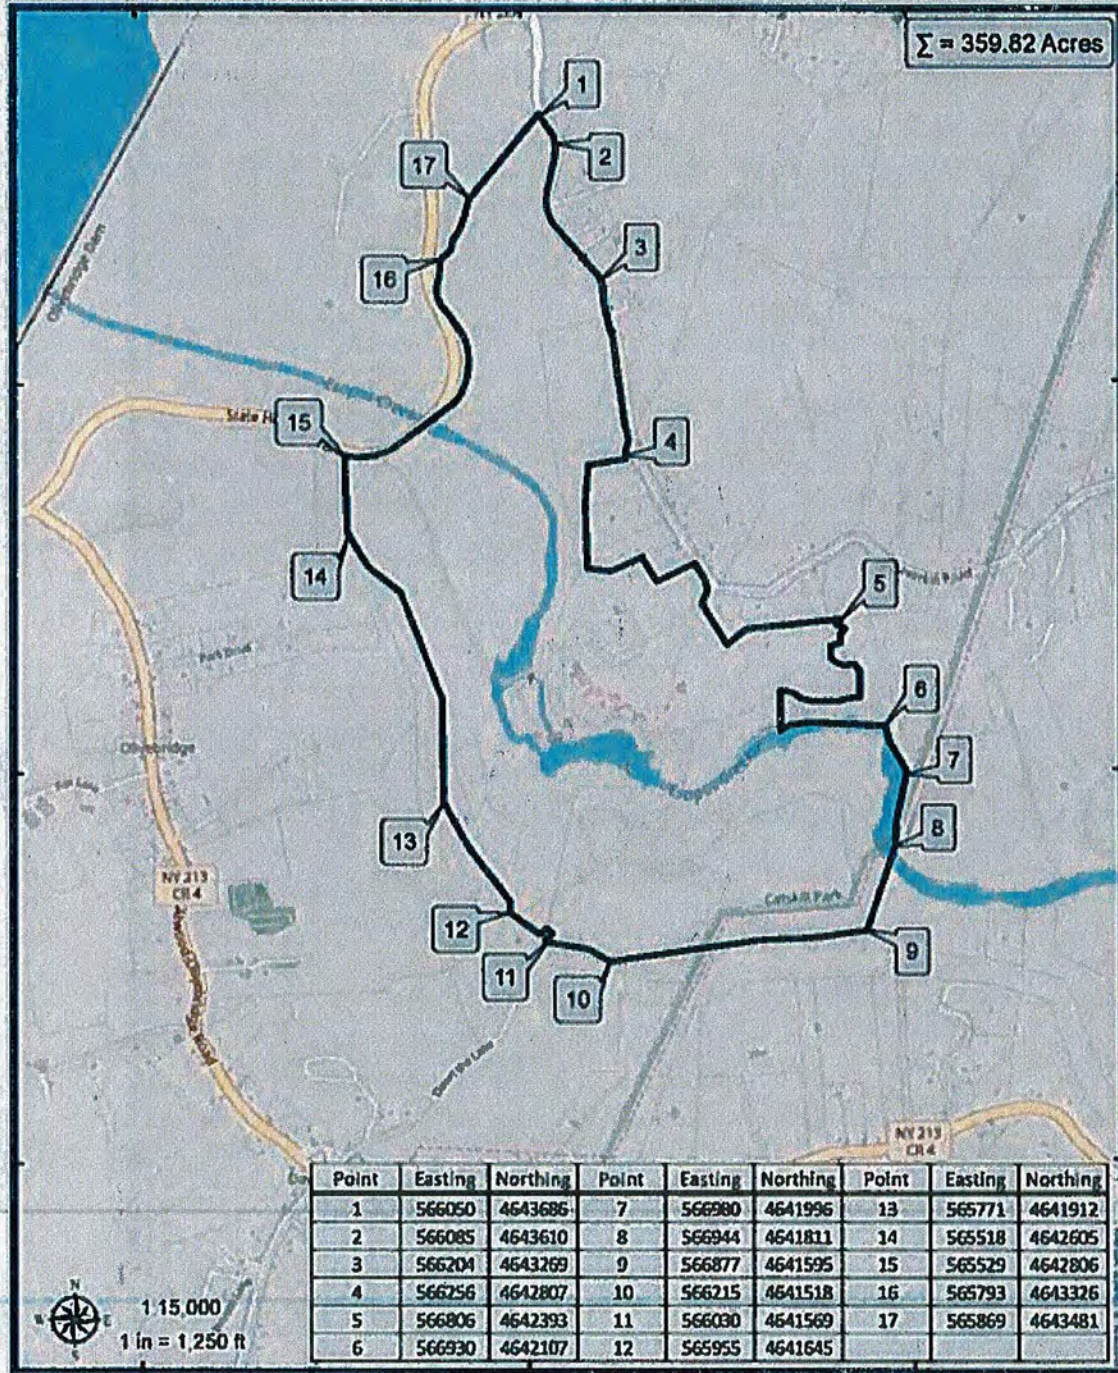 ∑ = 359.82 Acres
1
2
17
3
16
Olivebridge Dam
15
4
14
5
Park Road
6
Olivebridge
7
8
13
NY 213
CR 4
Catskill Park
12
11
9
10
NY 213
CR 4
Point Easting Northing Point Easting Northing Point Easting Northing
1 566050 4643686 7 566980 4641996 13 565771 4641912
2 566085 4643610 8 566944 4641811 14 565518 4642605
3 566204 4643269 9 566877 4641595 15 565529 4642806
4 566256 4642807 10 566215 4641518 16 565793 4643326
5 566806 4642393 11 566030 4641569 17 565869 4643481
6 566930 4642107 12 565955 4641645
N
W E
S
1 15,000
1 in = 1,250 ft